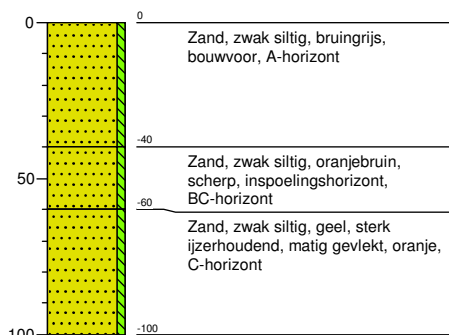 0
0
Zand, zwak siltig, bruingrijs,
bouwvoor, A-horizont
-40
Zand, zwak siltig, oranjebruin,
scherp, inspoelingshorizont,
BC-horizont
50
-60
Zand, zwak siltig, geel, sterk
ijzerhoudend, matig gevlekt, oranje,
C-horizont
100
-100